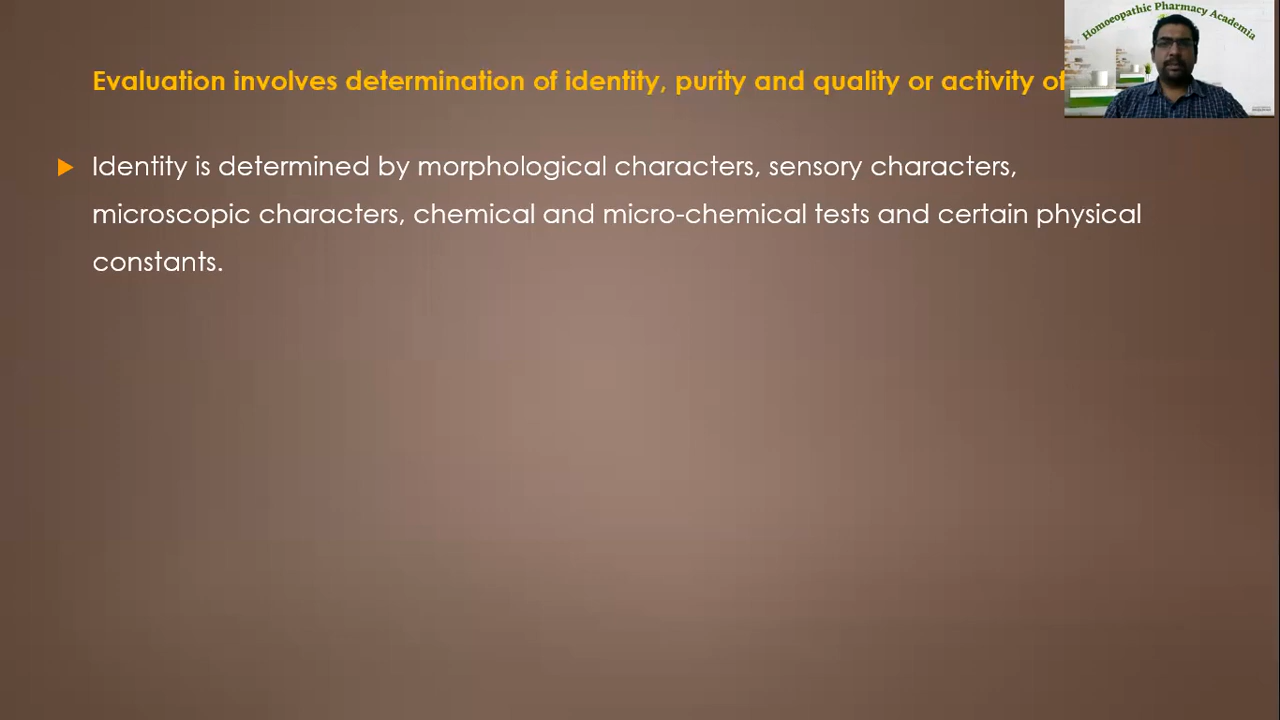 Homoeopathic Pharmacy Academia
Evaluation involves determination of identity, purity and quality or activity of
Identity is determined by morphological characters, sensory characters,
microscopic characters, chemical and micro-chemical tests and certain physical
constants.